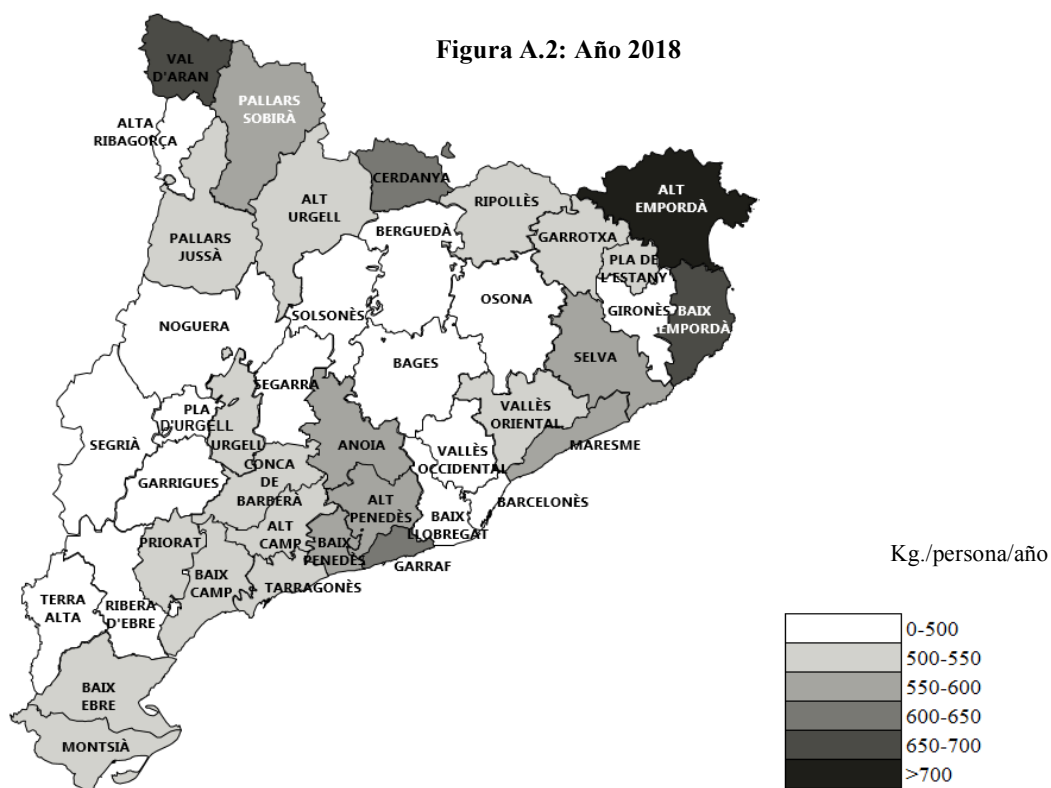 Figura A.2: Año 2018
VAL
D'ARAN
PALLARS
SOBIRÀ
ALTA
RIBAGORÇA
CERDANYA
ALT
EMPORDÀ
ALT
URGELL
RIPOLLÈS
BERGUEDÀ
GARROTXA
PALLARS
JUSSÀ
PLA DE
L'ESTANY
OSONA
GIRONÈS
BAIX
EMPORDÀ
SOLSONÈS
NOGUERA
BAGES
SELVA
SEGARRA
PLA
D'URGELL
VALLÈS
ORIENTAL
SEGRIÀ
URGELL
ANOIA
MARESME
VALLÈS
OCCIDENTAL
CONCA
DE
BARBERÀ
GARRIGUES
ALT
PENEDÈS
BARCELONÈS
BAIX
LLOBREGAT
ALT
CAMP
PRIORAT
BAIX
PENEDÈS
GARRAF
BAIX
CAMP
TARRAGONÈS
TERRA
ALTA
RIBERA
D'EBRE
BAIX
EBRE
MONTSIÀ
Kg./persona/año
0-500
500-550
550-600
600-650
650-700
>700